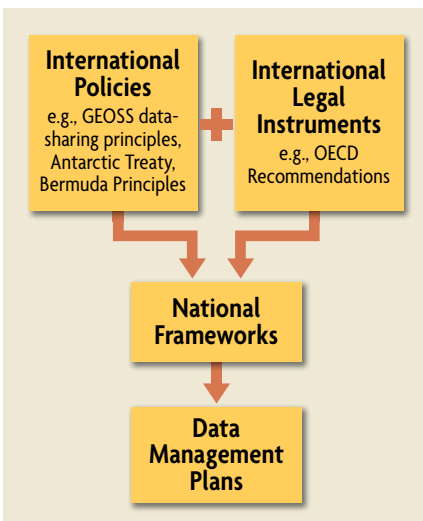 International
Policies
e.g., GEOSS data-
sharing principles,
Antarctic Treaty,
Bermuda Principles
International
Legal
Instruments
e.g., OECD
Recommendations
National
Frameworks
Data
Management
Plans